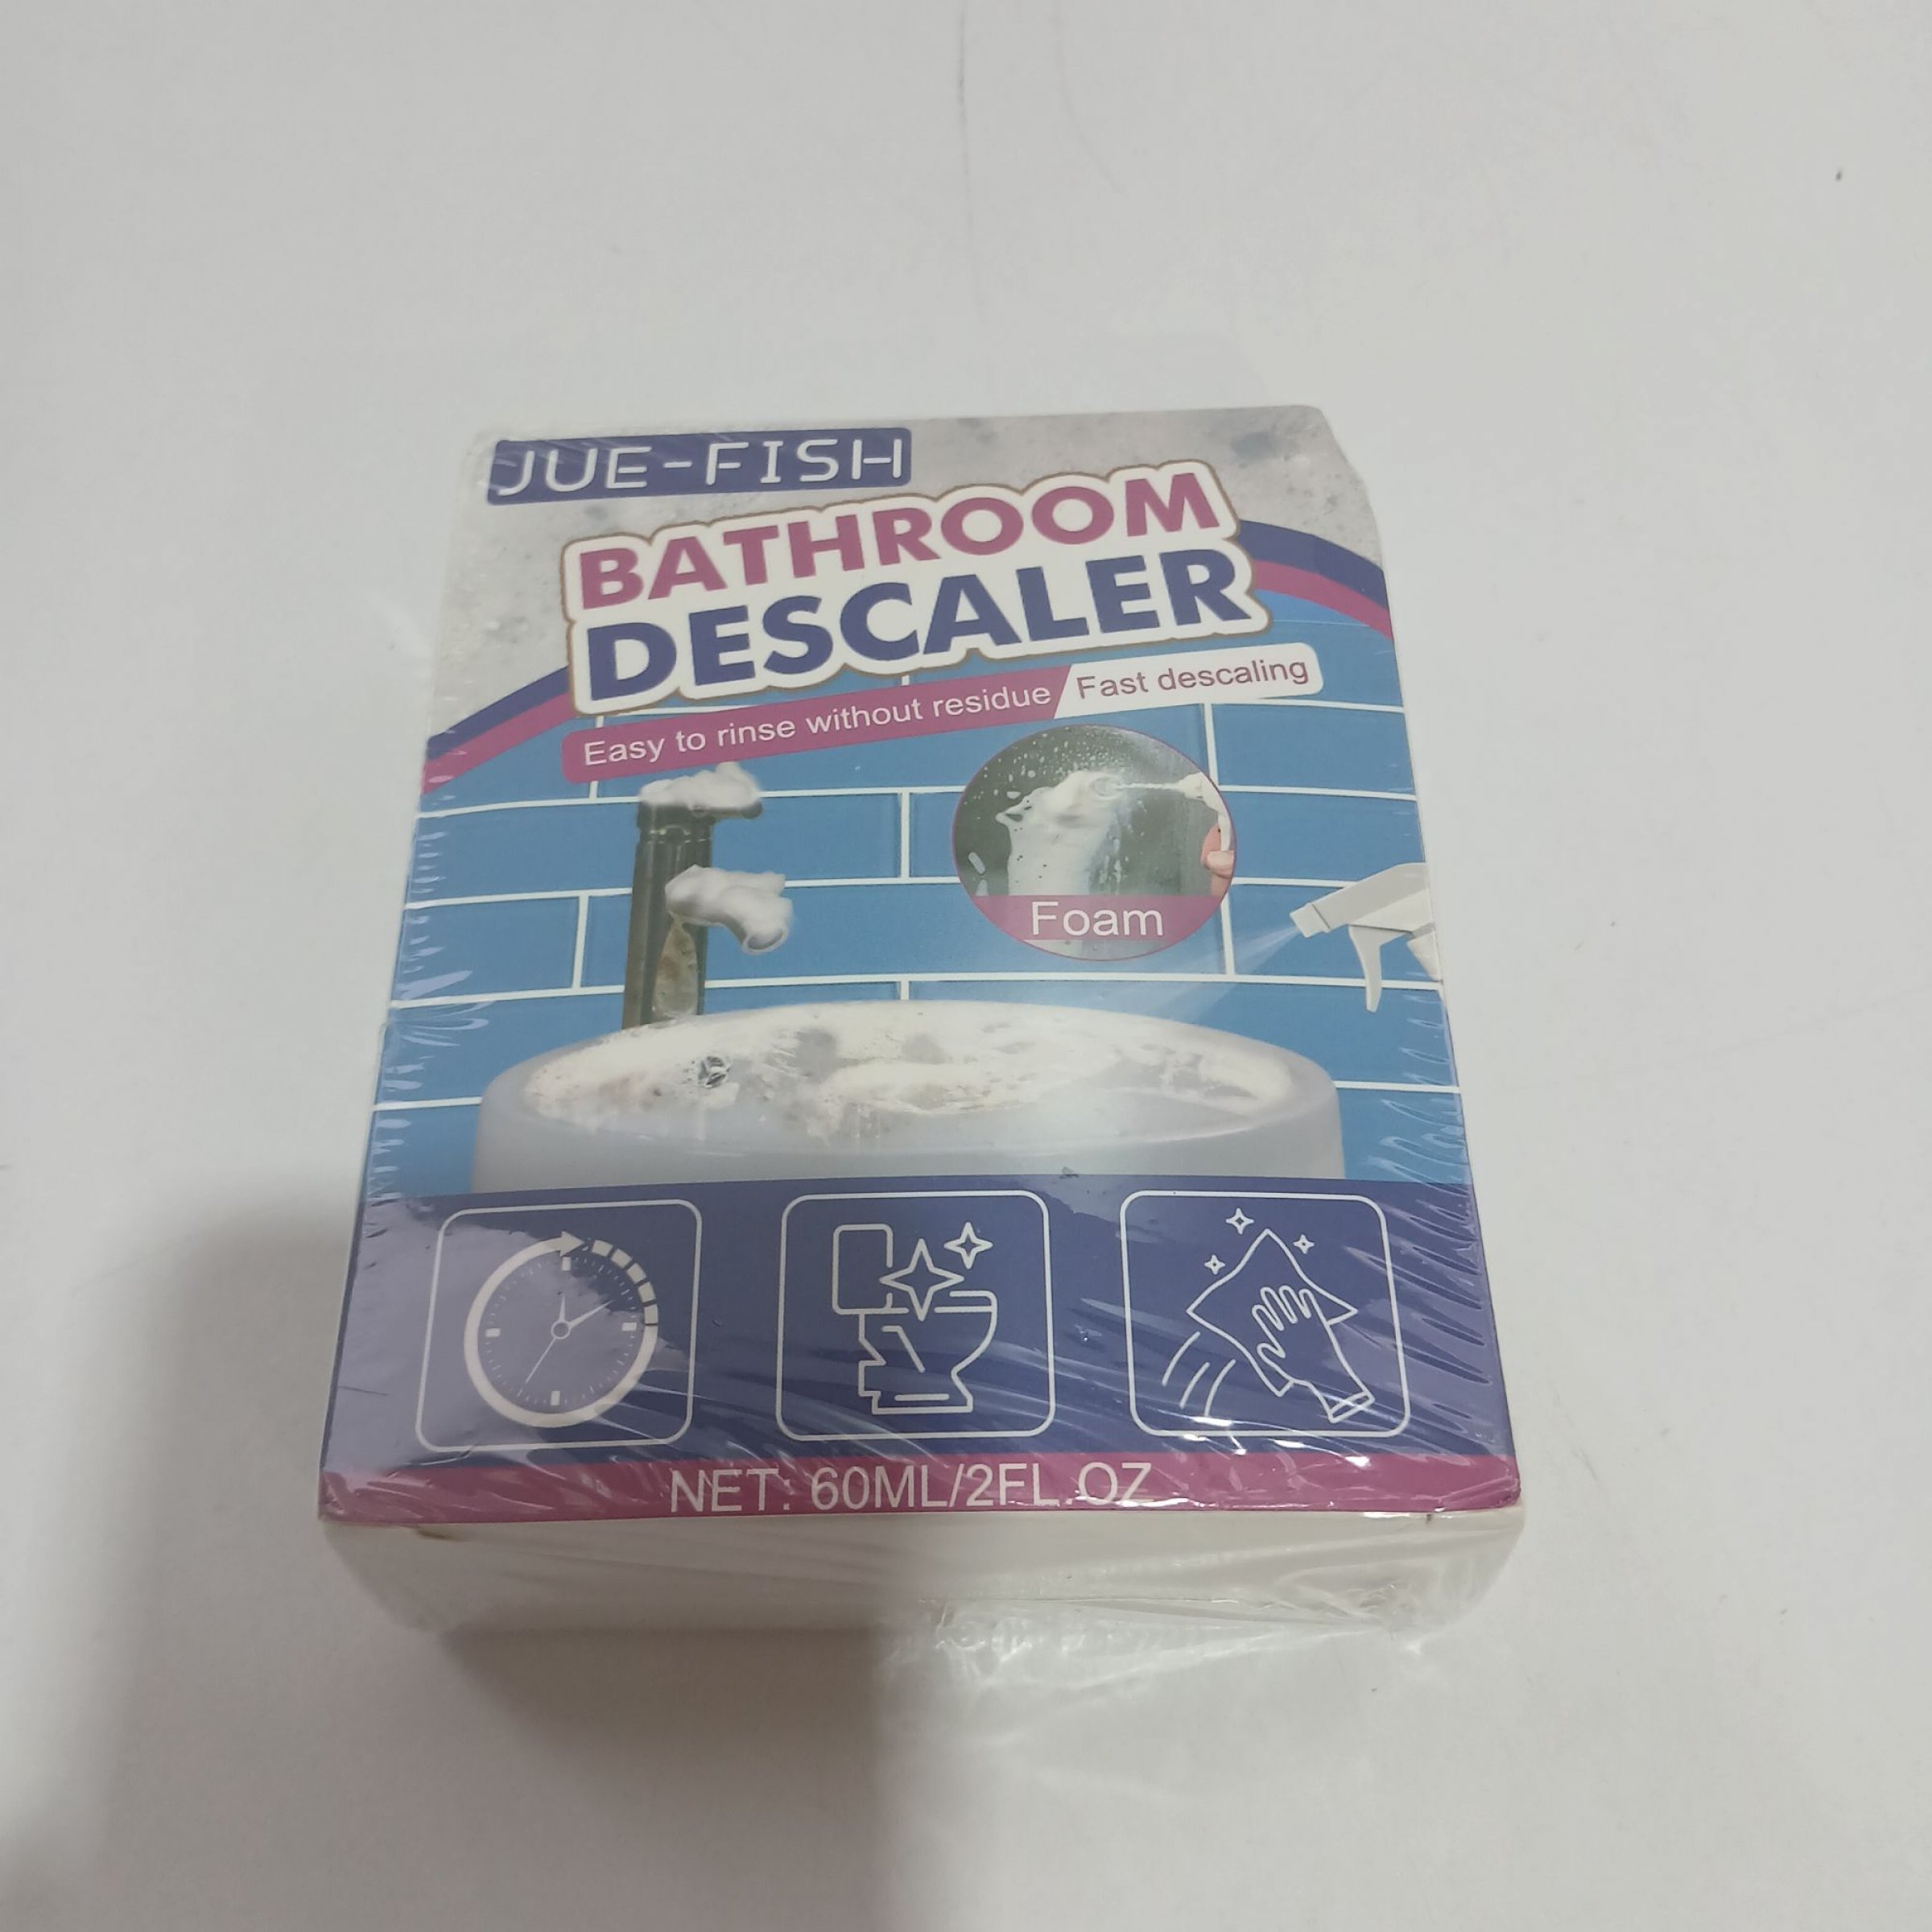 JUE-FISH
BATHROOM
DESCALER
Easy to rinse without residue Fast descaling
Foam
NET: 60ML/2FL.OZ